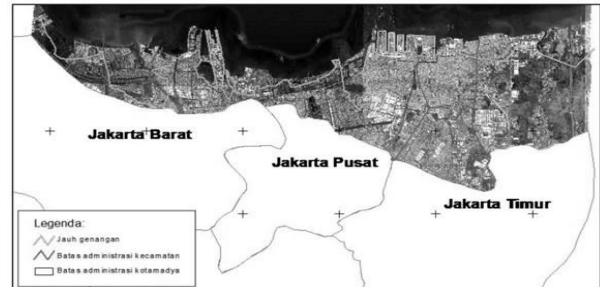 Jakarta Barat
Jakarta Pusat
Jakarta Timur
Legenda:
Jauh genangan
Batas administrasi kecamatan
Batas administrasi kotamadya